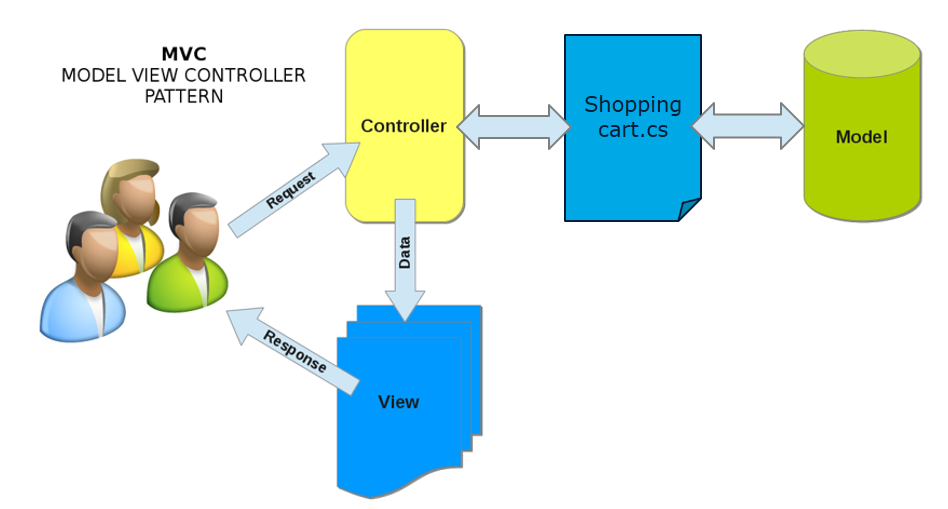 MVC
MODEL VIEW CONTROLLER
PATTERN
Controller
Shopping
cart.cs
Model
Request
Data
Response
View